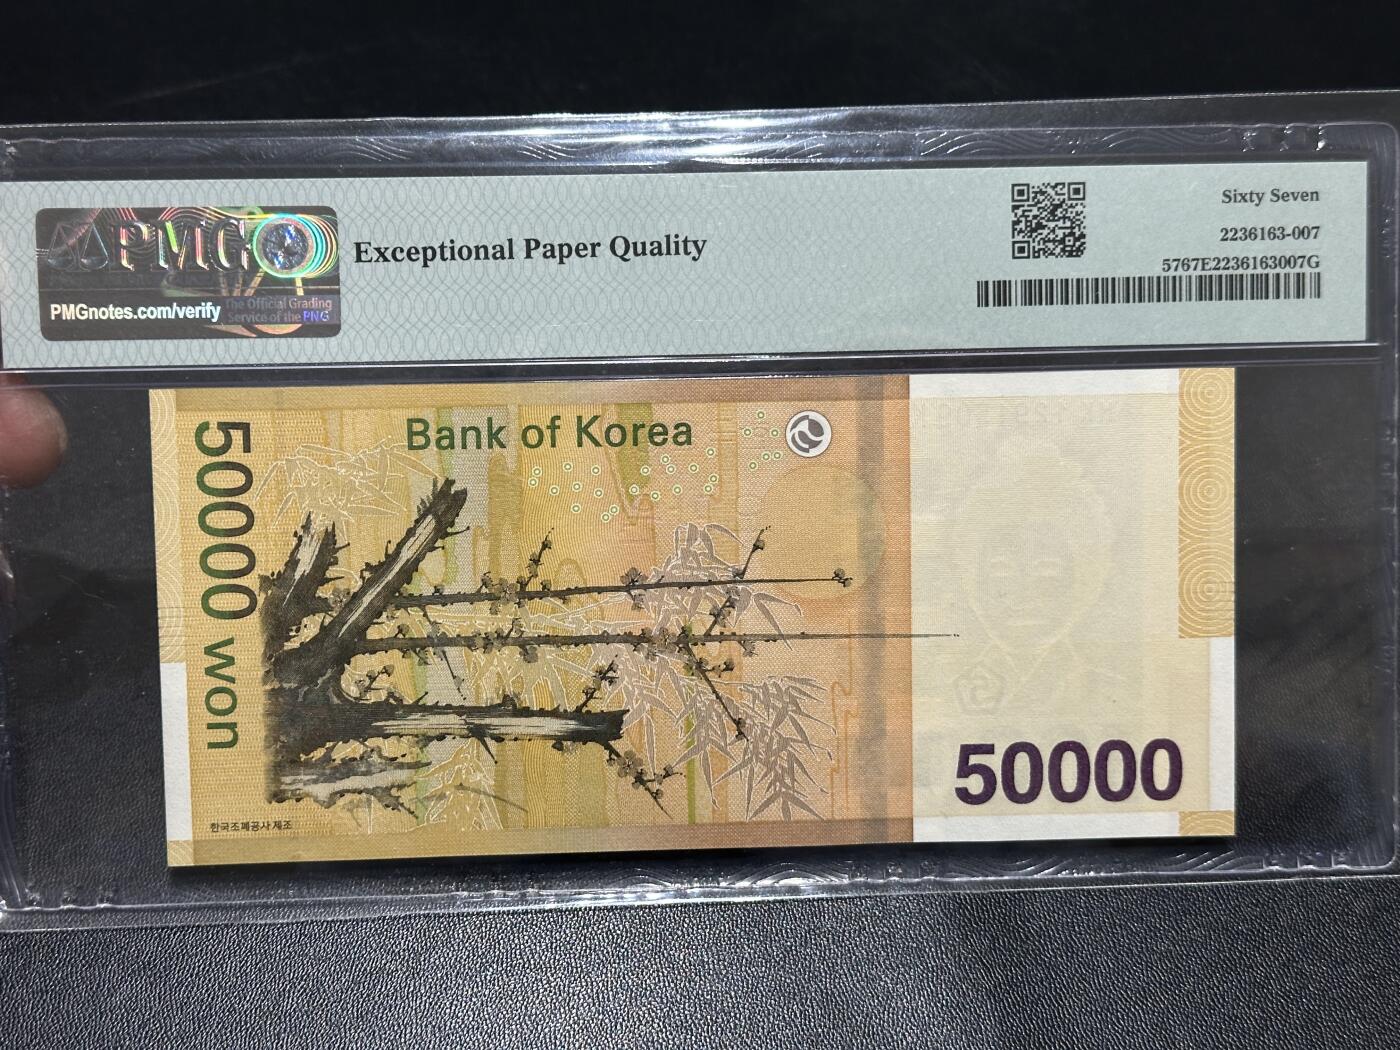 PMG
PMGnotes.com/verify
The Official Grading
Service of the PNG
Exceptional Paper Quality
Sixty Seven
2236163-007
5767E2236163007G
Bank of Korea
50000 won
50000
한국조폐공사 제조